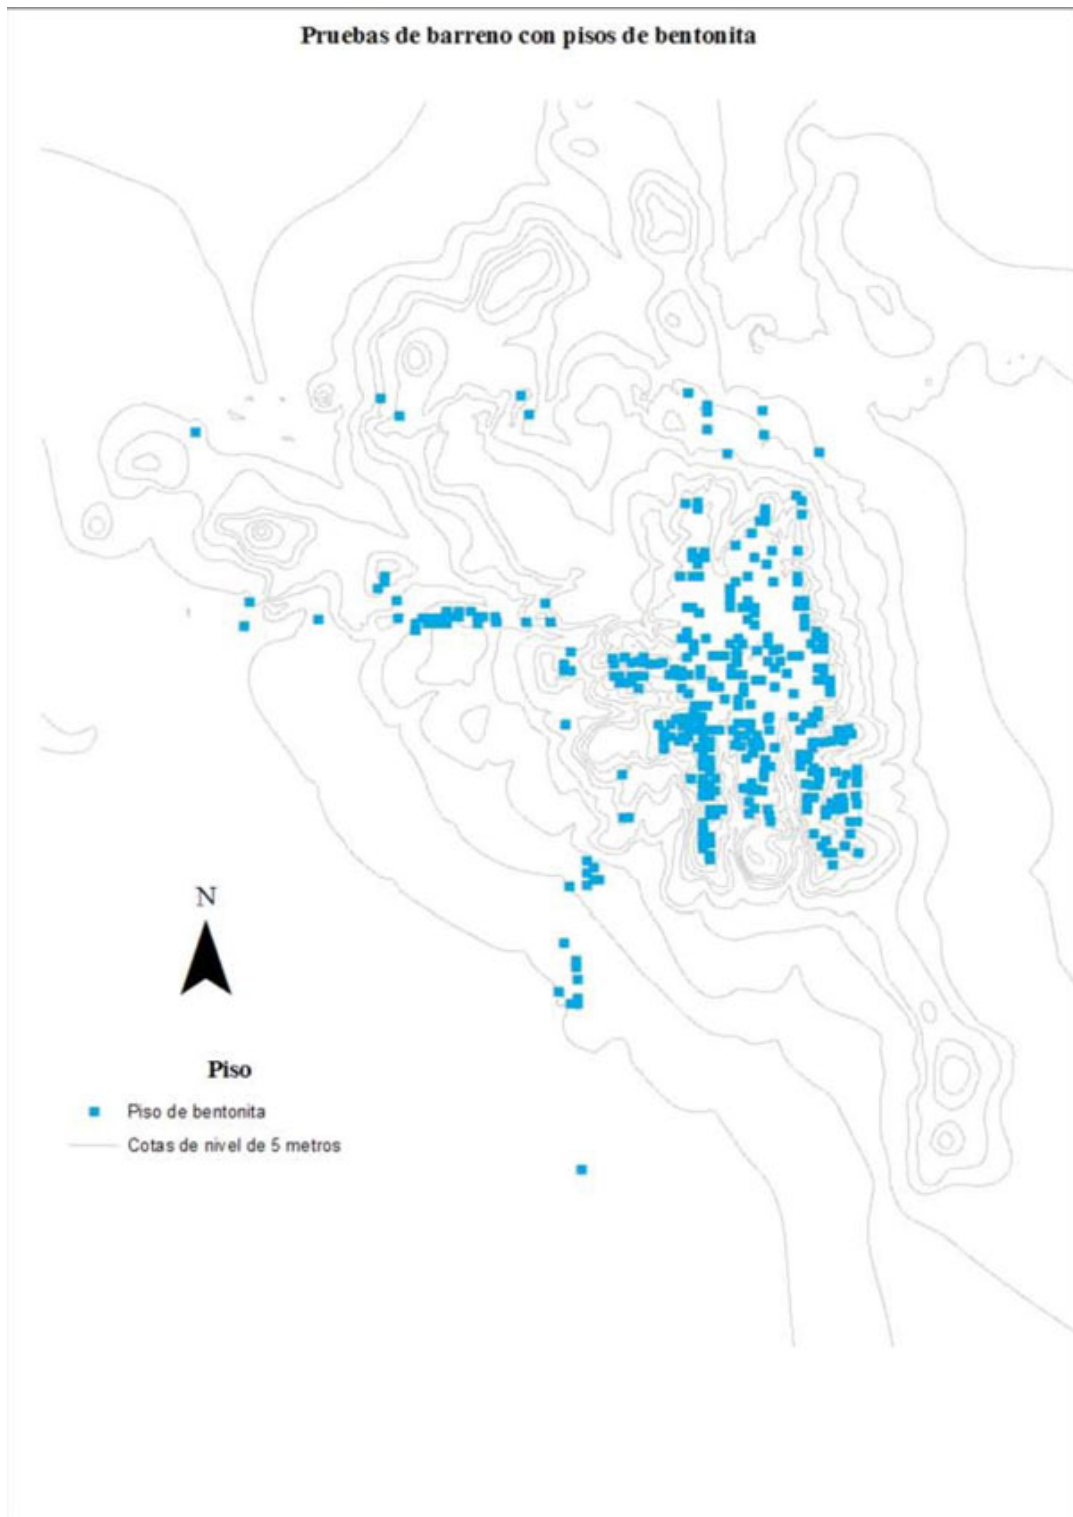 Pruebas de barreno con pisos de bentonita
N
Piso
Piso de bentonita
Cotas de nivel de 5 metros